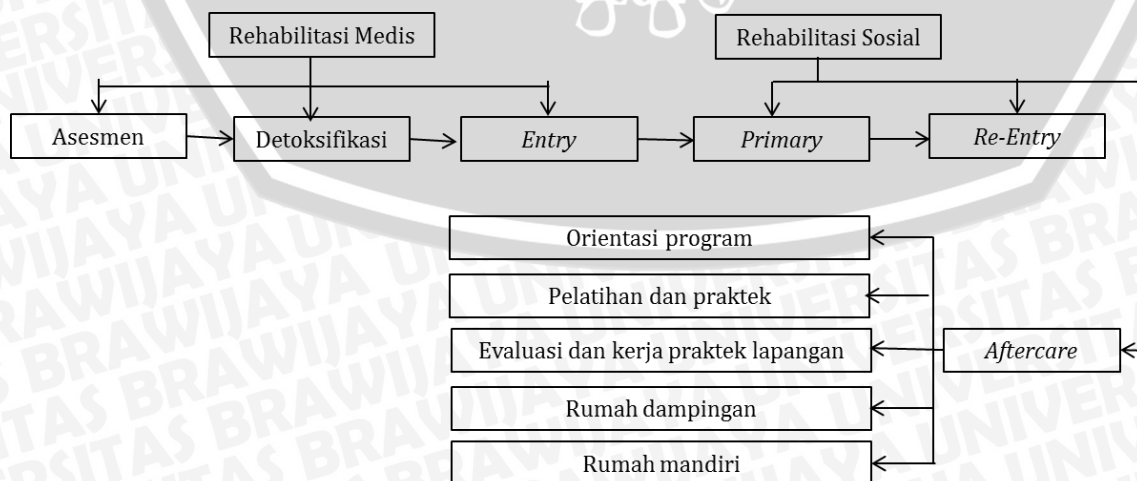 Rehabilitasi Medis
Rehabilitasi Sosial
Asesmen
Detoksifikasi
Entry
Primary
Re-Entry
Orientasi program
Pelatihan dan praktek
Evaluasi dan kerja praktek lapangan
Aftercare
Rumah dampingan
Rumah mandiri